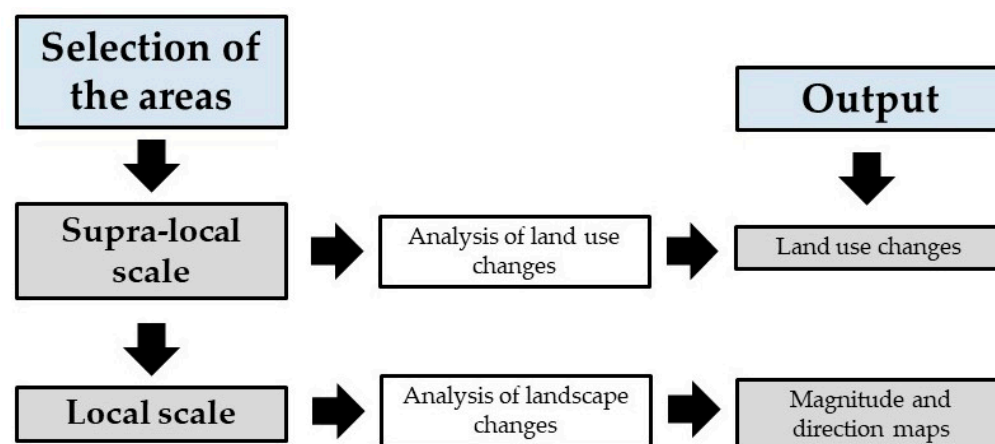 Selection of
the areas
Output
Supra-local
scale
Analysis of land use
changes
Land use changes
Local scale
Analysis of landscape
changes
Magnitude and
direction maps